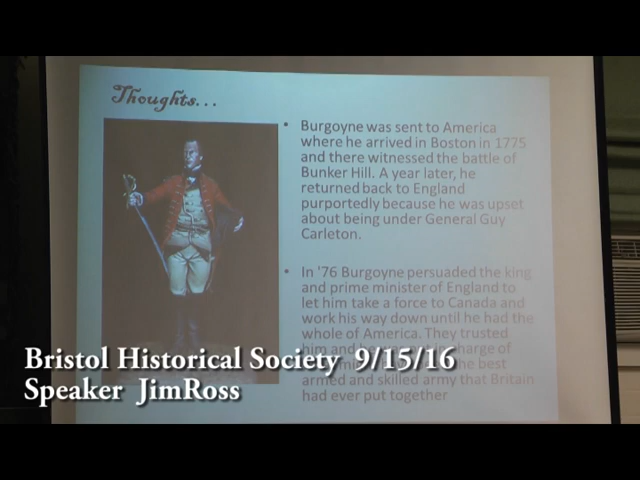 Thoughts...
• Burgoyne was sent to America
where he arrived in Boston in 1775
and there witnessed the battle of
Bunker Hill. A year later, he
returned back to England
purportedly because he was upset
about being under General Guy
Carleton.
• In '76 Burgoyne persuaded the king
and prime minister of England to
let him take a force to Canada and
work his way down until he had the
whole of America. They trusted
him and charge of
the best
armed and skilled army that Britain
had ever put together
Bristol Historical Society 9/15/16
Speaker JimRoss